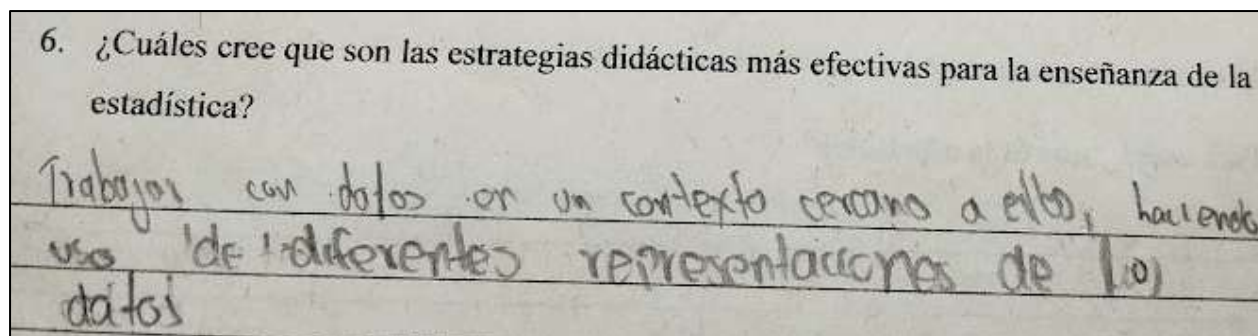 6. ¿Cuáles cree que son las estrategias didácticas más efectivas para la enseñanza de la
estadística?
Trabajar con datos en un contexto cercano a ellos, haciendo
uso de diferentes representaciones de los
datos